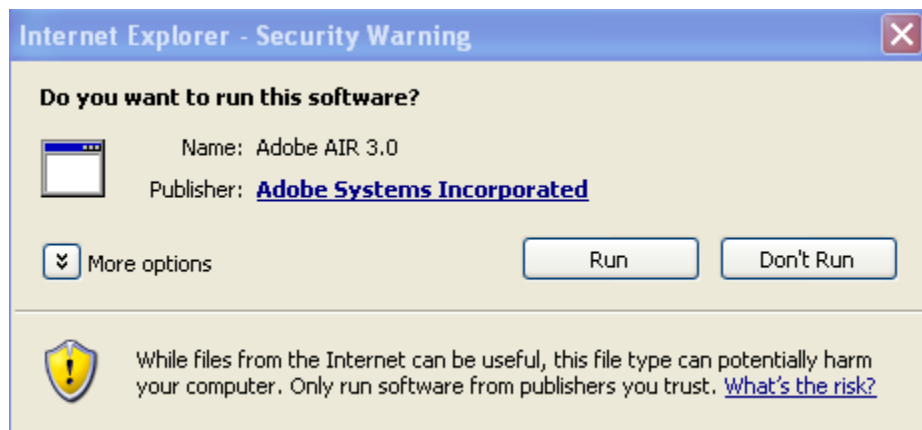 Internet Explorer - Security Warning
Do you want to run this software?
Name: Adobe AIR 3.0
Publisher: Adobe Systems Incorporated
More options
Run
Don't Run
While files from the Internet can be useful, this file type can potentially harm
your computer. Only run software from publishers you trust. What's the risk?